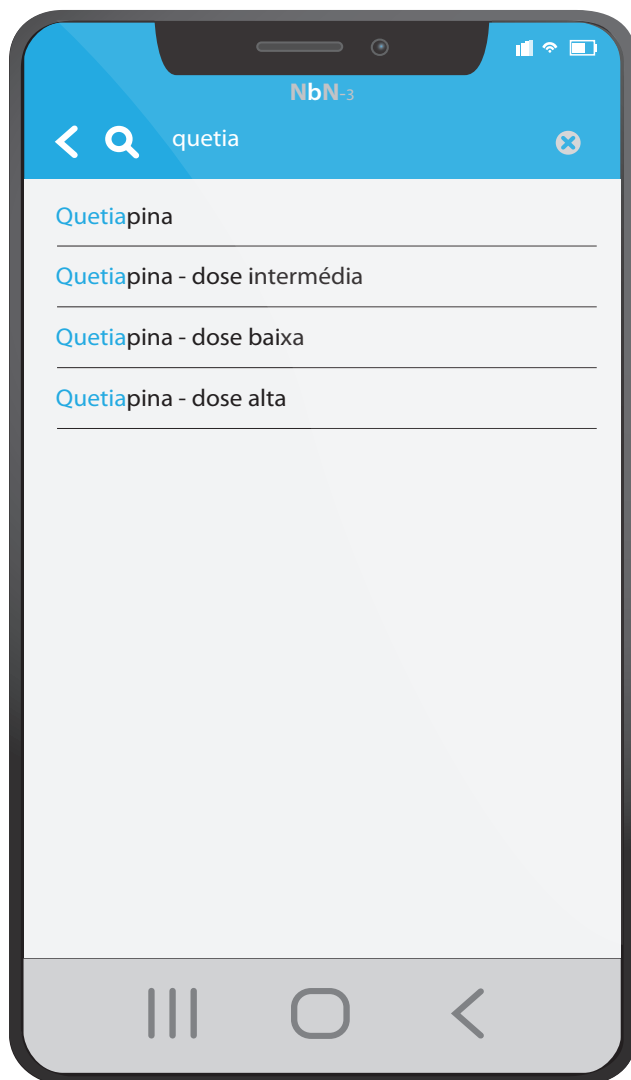 NbN-3
quetia
Quetiapina
Quetiapina - dose intermédia
Quetiapina - dose baixa
Quetiapina - dose alta